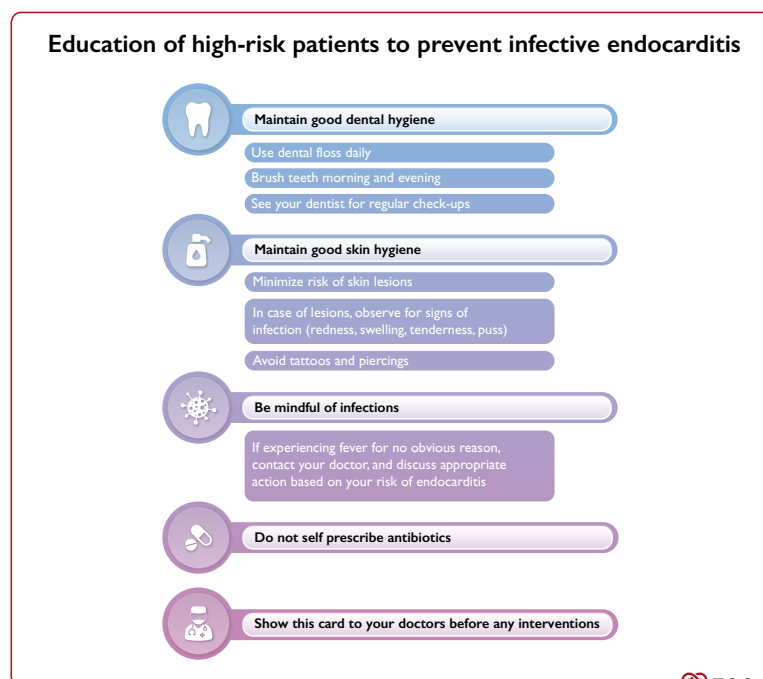 Education of high-risk patients to prevent infective endocarditis
Maintain good dental hygiene
Use dental floss daily
Brush teeth morning and evening
See your dentist for regular check-ups
Maintain good skin hygiene
Minimize risk of skin lesions
In case of lesions, observe for signs of
infection (redness, swelling, tenderness, puss)
Avoid tattoos and piercings
Be mindful of infections
If experiencing fever for no obvious reason,
contact your doctor, and discuss appropriate
action based on your risk of endocarditis
Do not self prescribe antibiotics
Show this card to your doctors before any interventions